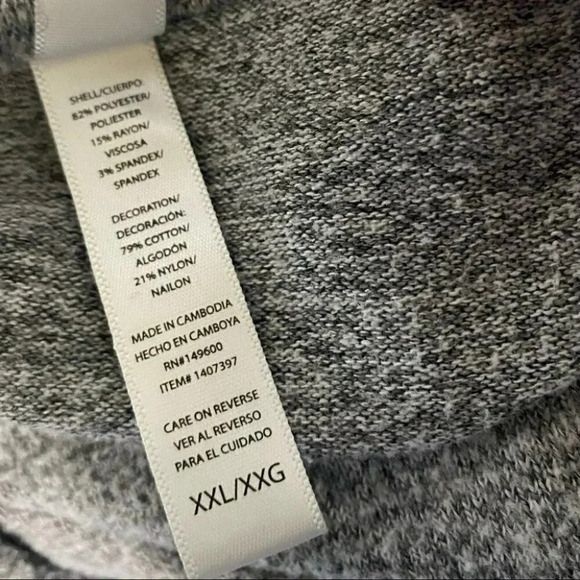 SHELL/CUERPO:
82% POLYESTER/
POLIESTER
15% RAYON/
VISCOSA
3% SPANDEX/
SPANDEX
DECORATION/
DECORACIÓN:
79% COTTON/
ALGODÓN
21% NYLON/
NAILON
MADE IN CAMBODIA
HECHO EN CAMBOYA
RN#149600
ITEM# 1407397
CARE ON REVERSE
VER AL REVERSO
PARA EL CUIDADO
XXL/XXG